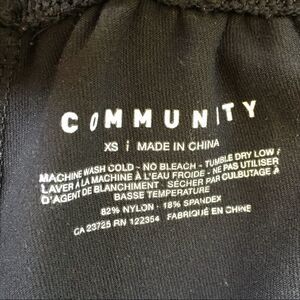 COMMUNITY
XS | MADE IN CHINA
MACHINE WASH COLD - NO BLEACH - TUMBLE DRY LOW /
LAVER À LA MACHINE À L'EAU FROIDE - NE PAS UTILISER
D'AGENT DE BLANCHIMENT - SÉCHER PAR CULBUTAGE À
BASSE TEMPÉRATURE
82% NYLON - 18% SPANDEX
CA 23725 RN 122354 FABRIQUÉ EN CHINE